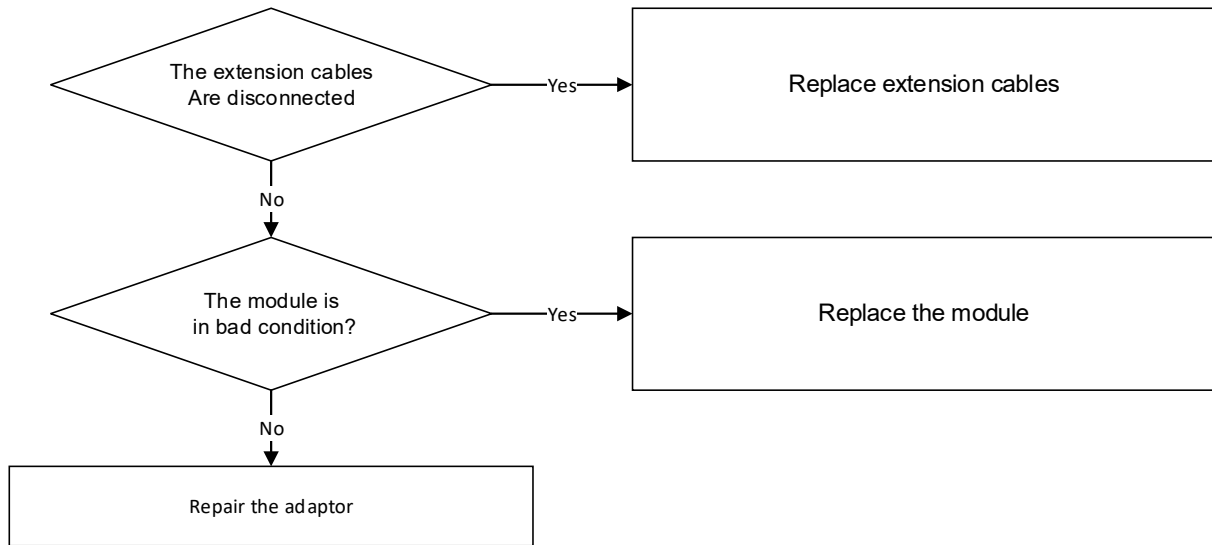 The extension cables
Are disconnected
Yes
Replace extension cables
No
The module is
in bad condition?
Yes
Replace the module
No
Repair the adaptor